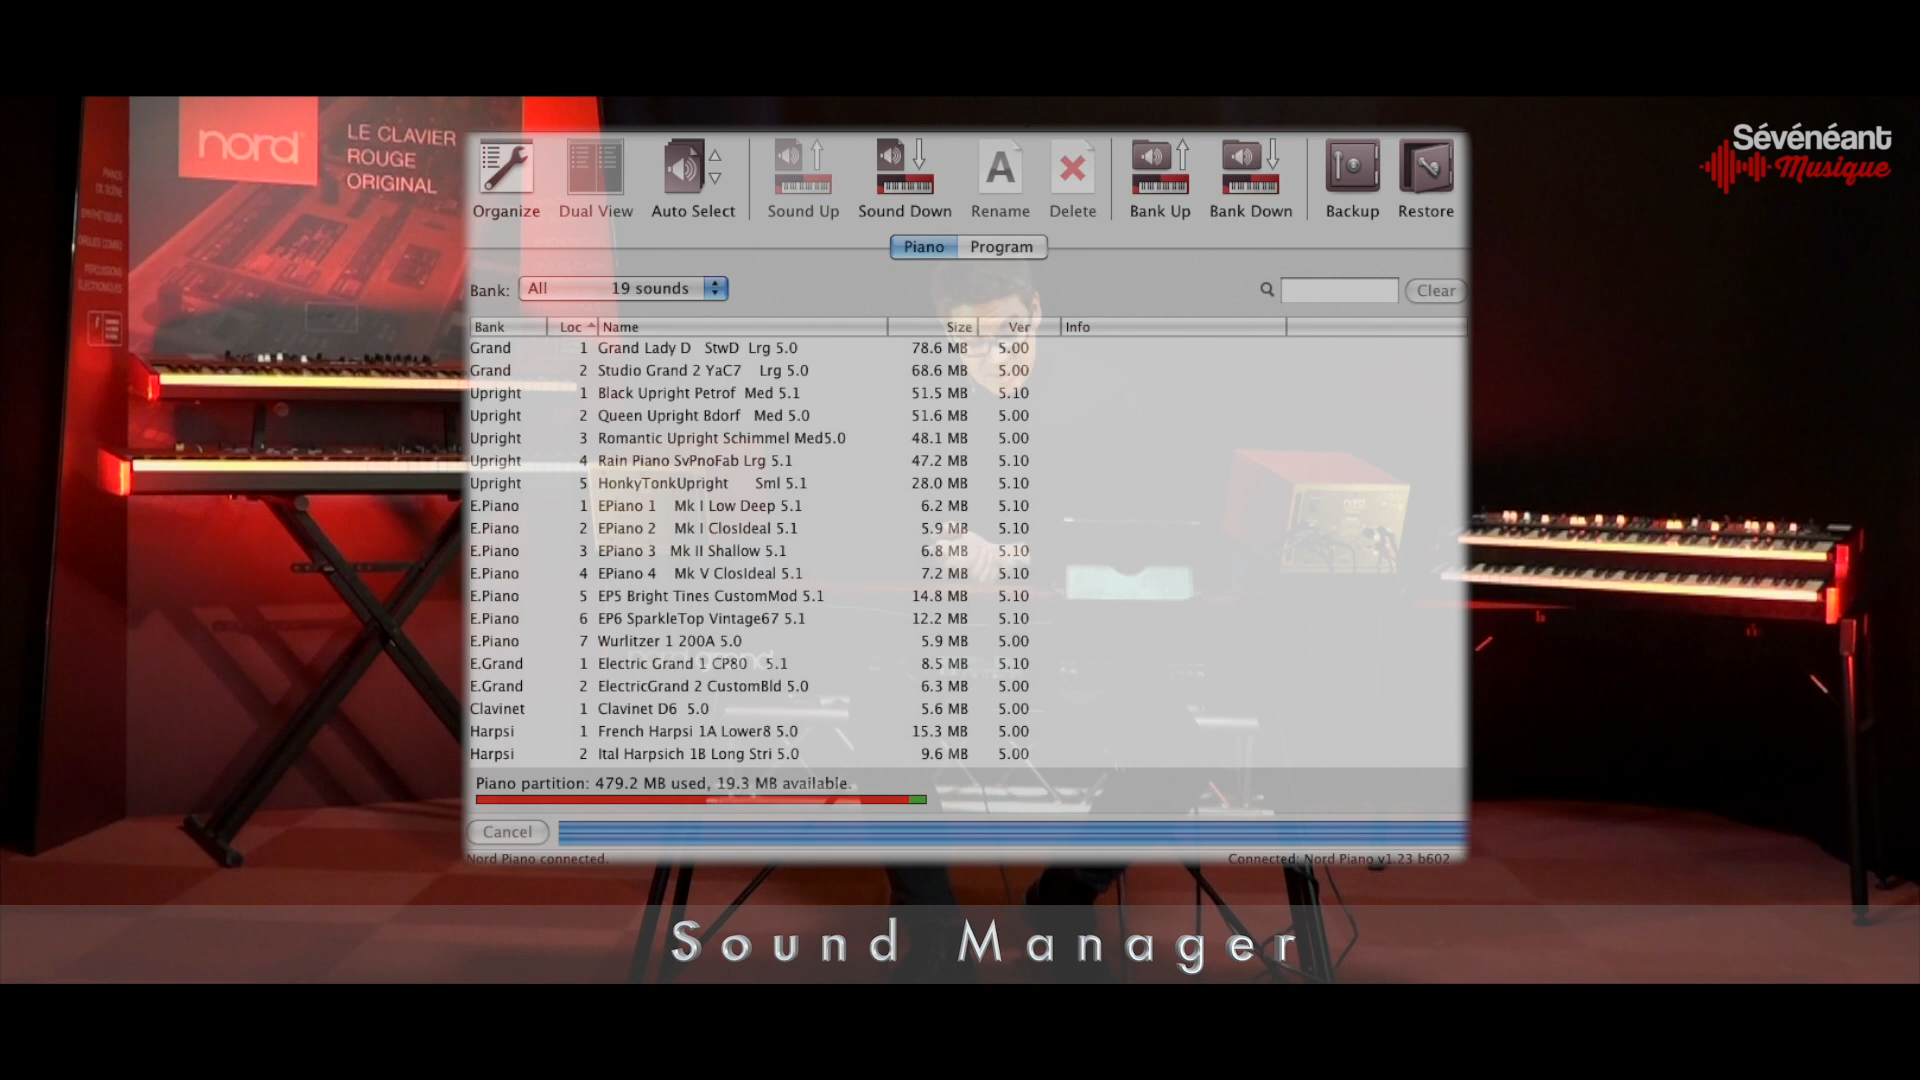 nord
LE CLAVIER
ROUGE
ORIGINAL
PIANOS
DE SCÈNE
SYNTHÉTISEURS
ORGUES COMBO
PERCUSSIONS
ÉLECTRONIQUES
Sévénéant
Musique
Organize Dual View Auto Select Sound Up Sound Down Rename Delete Bank Up Bank Down Backup Restore
Piano Program
Bank: All 19 sounds Clear
Bank Loc Name Size Ver Info
Grand 1 Grand Lady D StwD Lrg 5.0 78.6 MB 5.00
Grand 2 Studio Grand 2 YaC7 Lrg 5.0 68.6 MB 5.00
Upright 1 Black Upright Petrof Med 5.1 51.5 MB 5.10
Upright 2 Queen Upright Bdorf Med 5.0 51.6 MB 5.00
Upright 3 Romantic Upright Schimmel Med5.0 48.1 MB 5.00
Upright 4 Rain Piano SvPnoFab Lrg 5.1 47.2 MB 5.10
Upright 5 HonkyTonkUpright Sml 5.1 28.0 MB 5.10
E.Piano 1 EPiano 1 Mk I Low Deep 5.1 6.2 MB 5.10
E.Piano 2 EPiano 2 Mk I ClosIdeal 5.1 5.9 MB 5.10
E.Piano 3 EPiano 3 Mk II Shallow 5.1 6.8 MB 5.10
E.Piano 4 EPiano 4 Mk V ClosIdeal 5.1 7.2 MB 5.10
E.Piano 5 EP5 Bright Tines CustomMod 5.1 14.8 MB 5.10
E.Piano 6 EP6 SparkleTop Vintage67 5.1 12.2 MB 5.10
E.Piano 7 Wurlitzer 1 200A 5.0 5.9 MB 5.00
E.Grand 1 Electric Grand 1 CP80 5.1 8.5 MB 5.10
E.Grand 2 ElectricGrand 2 CustomBld 5.0 6.3 MB 5.00
Clavinet 1 Clavinet D6 5.0 5.6 MB 5.00
Harpsi 1 French Harpsi 1A Lower8 5.0 15.3 MB 5.00
Harpsi 2 Ital Harpsich 1B Long Stri 5.0 9.6 MB 5.00
Piano partition: 479.2 MB used, 19.3 MB available.
Cancel
Nord Piano connected. Connected: Nord Piano v1.23 b602
Sound Manager